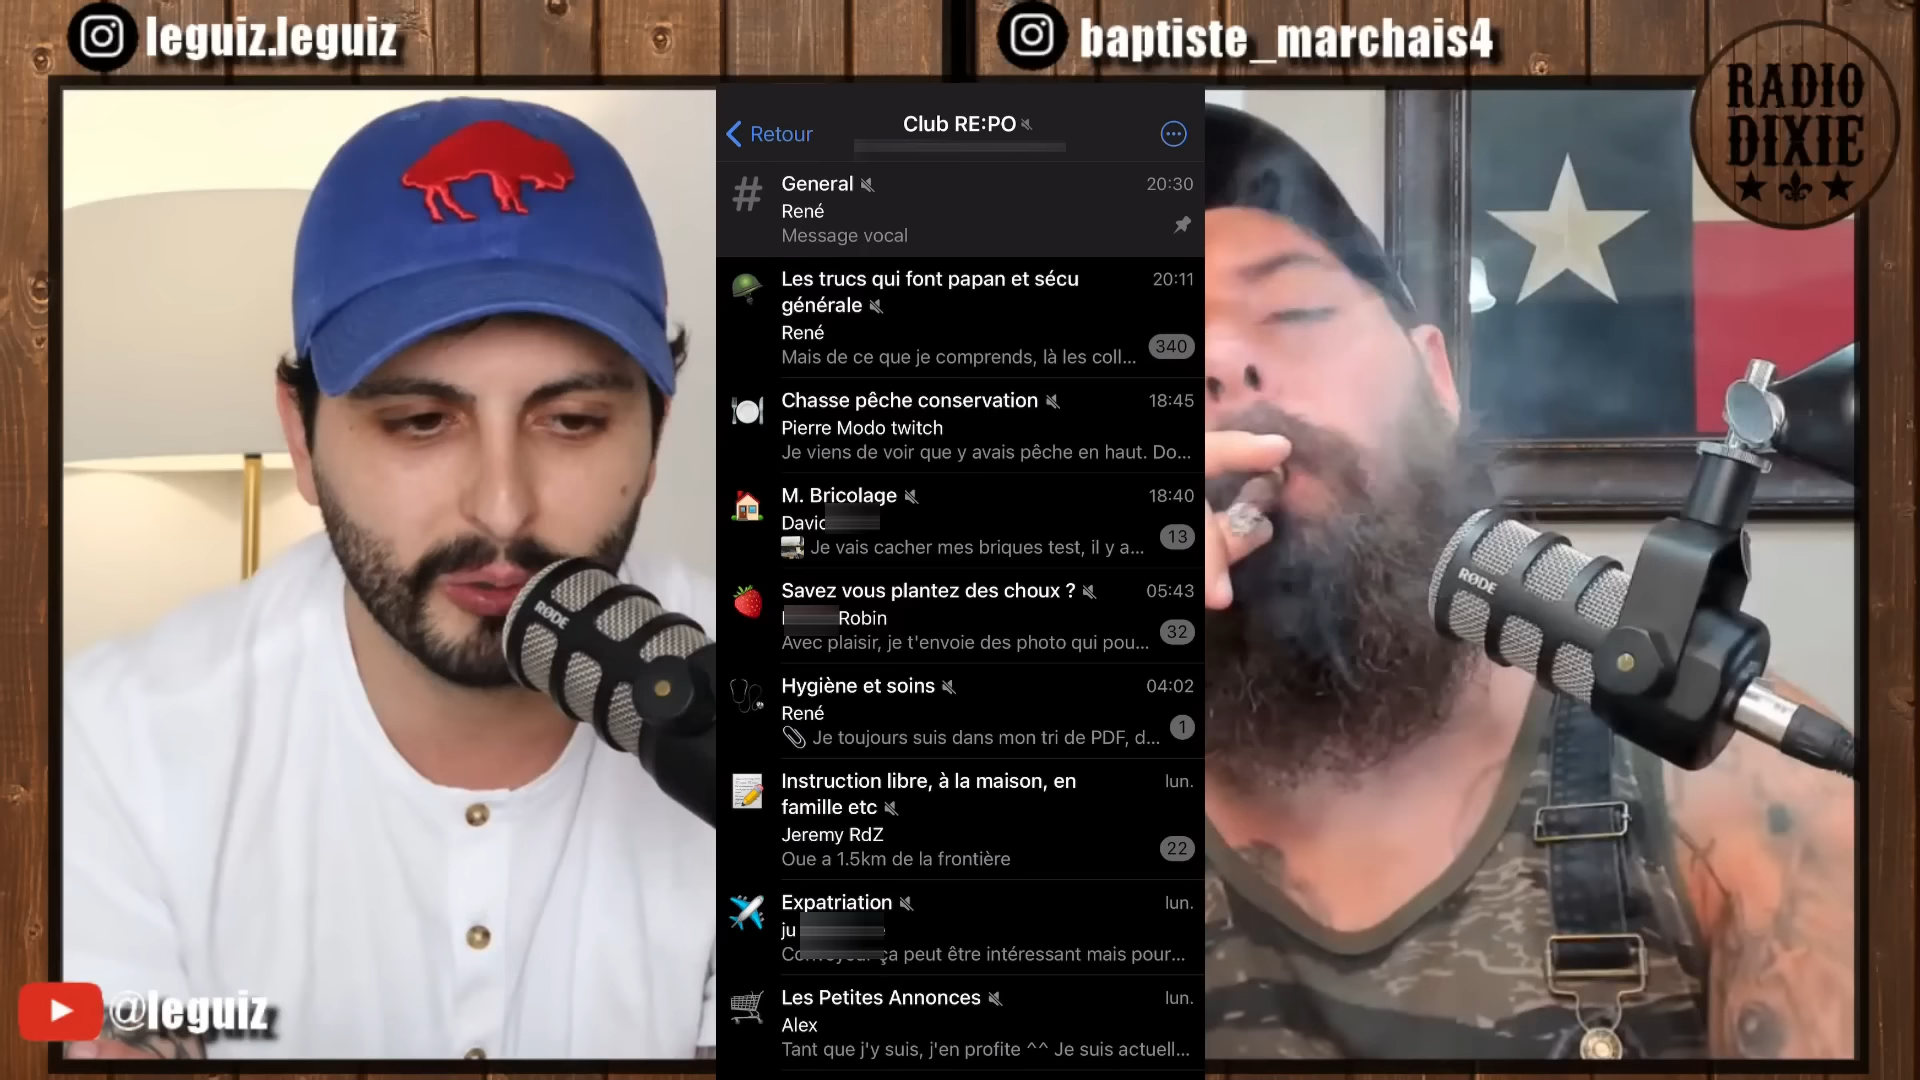 leguiz.leguiz
baptiste_marchais4
RADIO
DIXIE
Retour
Club RE:PO
General
20:30
René
Message vocal
Les trucs qui font papan et sécu
générale
20:11
René
Mais de ce que je comprends, là les coll...
340
Chasse pêche conservation
18:45
Pierre Modo twitch
Je viens de voir que y avais pêche en haut. Do...
M. Bricolage
18:40
David
Je vais cacher mes briques test, il y a...
13
Savez vous plantez des choux ?
05:43
Robin
Avec plaisir, je t'envoie des photo qui pou...
32
Hygiène et soins
04:02
René
Je toujours suis dans mon tri de PDF, d...
1
Instruction libre, à la maison, en
famille etc
lun.
Jeremy RdZ
Oue a 1.5km de la frontière
22
Expatriation
lun.
ju
ça peut être intéressant mais pour...
Les Petites Annonces
lun.
Alex
Tant que j'y suis, j'en profite ^^ Je suis actuell...
RØDE
RØDE
@leguiz